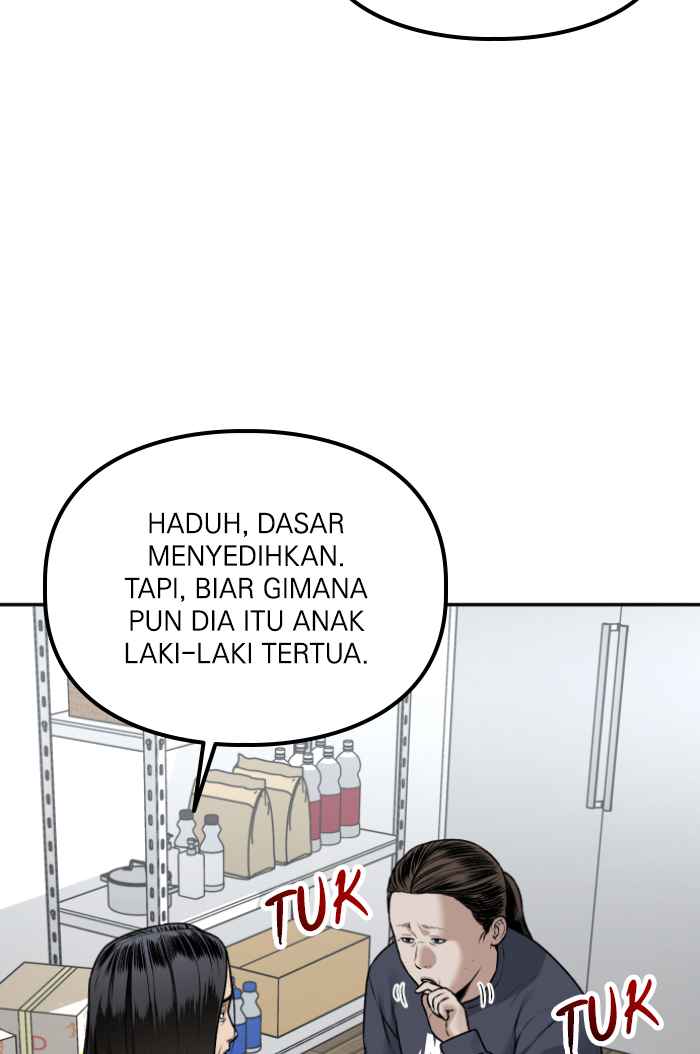 HADUH, DASAR
MENYEDIHKAN.
TAPI, BIAR GIMANA
PUN DIA ITU ANAK
LAKI-LAKI TERTUA.
TUK
TUK